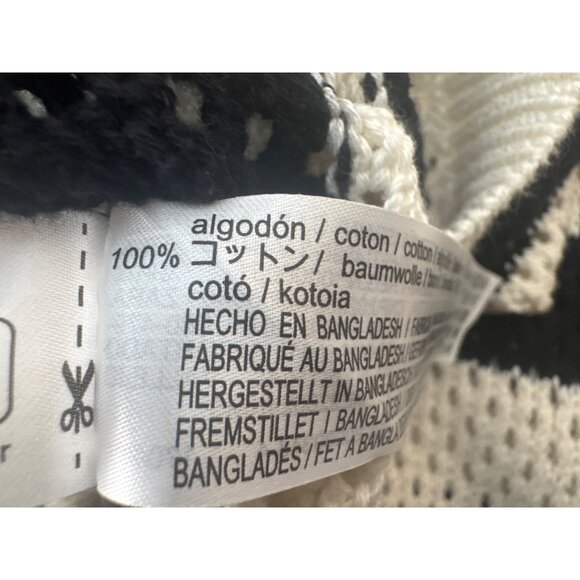 algodón / coton / cotton /
100% コットン / baumwolle /
cotó / kotoia
HECHO EN BANGLADESH /
FABRIQUÉ AU BANGLADESH /
HERGESTELLT IN BANGLADESCH
FREMSTILLET I BANGLADESH
BANGLADÉS / FET A BANGLA
r